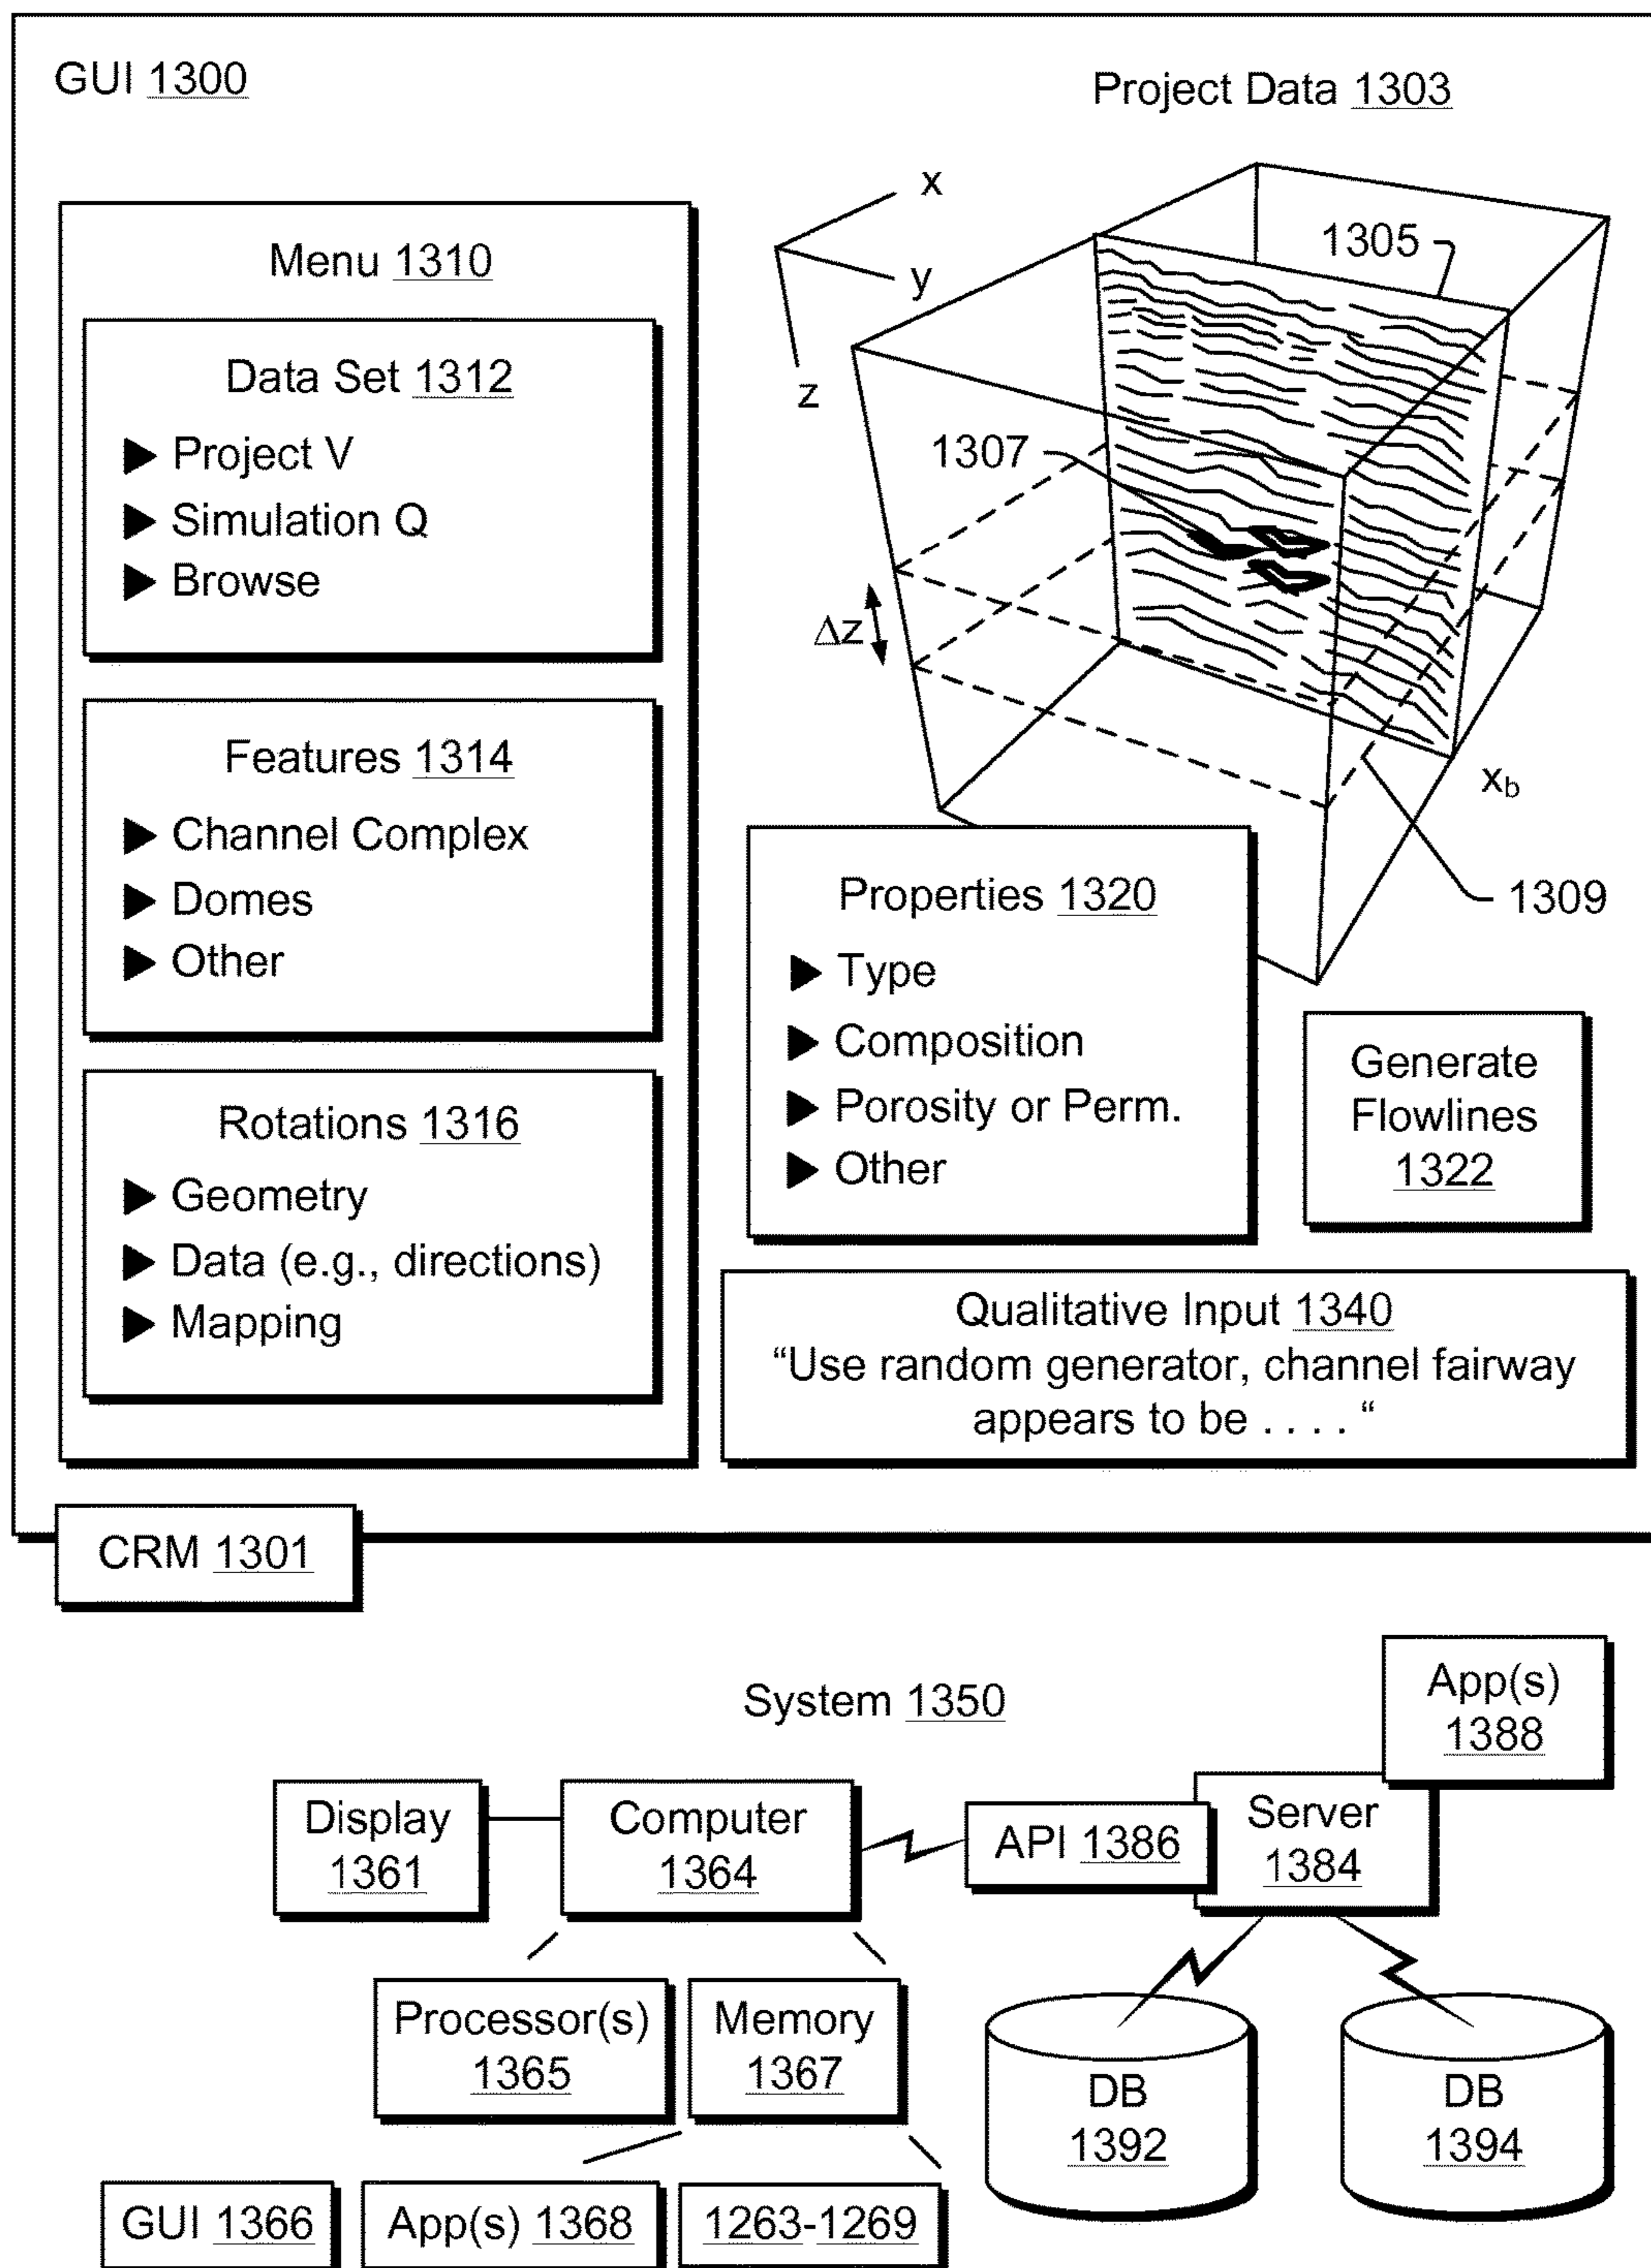 GUI 1300
Project Data 1303
Menu 1310
Data Set 1312
▶ Project V
▶ Simulation Q
▶ Browse
Features 1314
▶ Channel Complex
▶ Domes
▶ Other
Rotations 1316
▶ Geometry
▶ Data (e.g., directions)
▶ Mapping
x
y
z
1305
1307
Δz
xb
1309
Properties 1320
▶ Type
▶ Composition
▶ Porosity or Perm.
▶ Other
Generate
Flowlines
1322
Qualitative Input 1340
“Use random generator, channel fairway
appears to be . . . . “
CRM 1301
System 1350
App(s)
1388
Display
1361
Computer
1364
API 1386
Server
1384
Processor(s)
1365
Memory
1367
DB
1392
DB
1394
GUI 1366
App(s) 1368
1263-1269